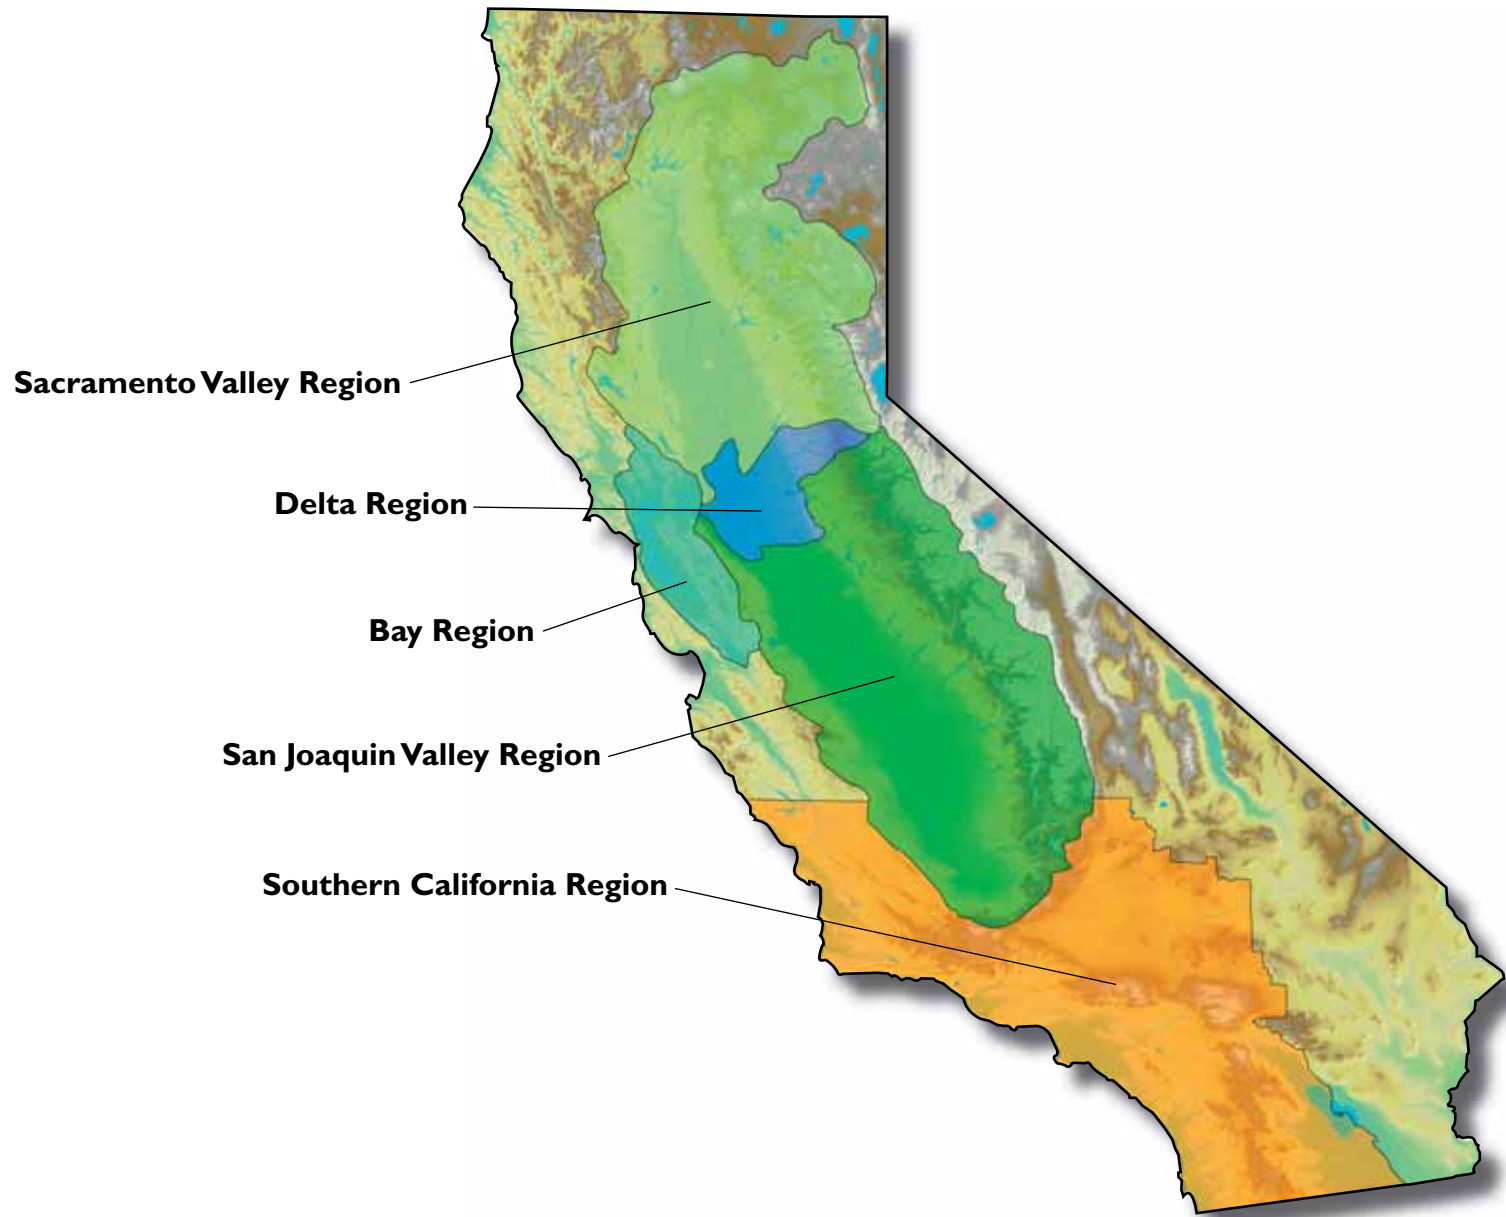 Sacramento Valley Region
Delta Region
Bay Region
San Joaquin Valley Region
Southern California Region